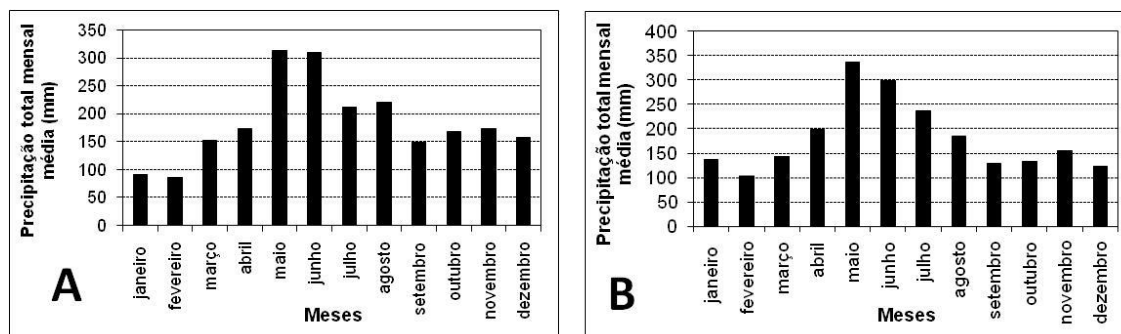 Precipitação total mensal
média (mm)
350
300
250
200
150
100
50
0
janeiro
fevereiro
março
abril
maio
junho
julho
agosto
setembro
outubro
novembro
dezembro
Meses
A
Precipitação total mensal
média (mm)
400
350
300
250
200
150
100
50
0
janeiro
fevereiro
março
abril
maio
junho
julho
agosto
setembro
outubro
novembro
dezembro
Meses
B